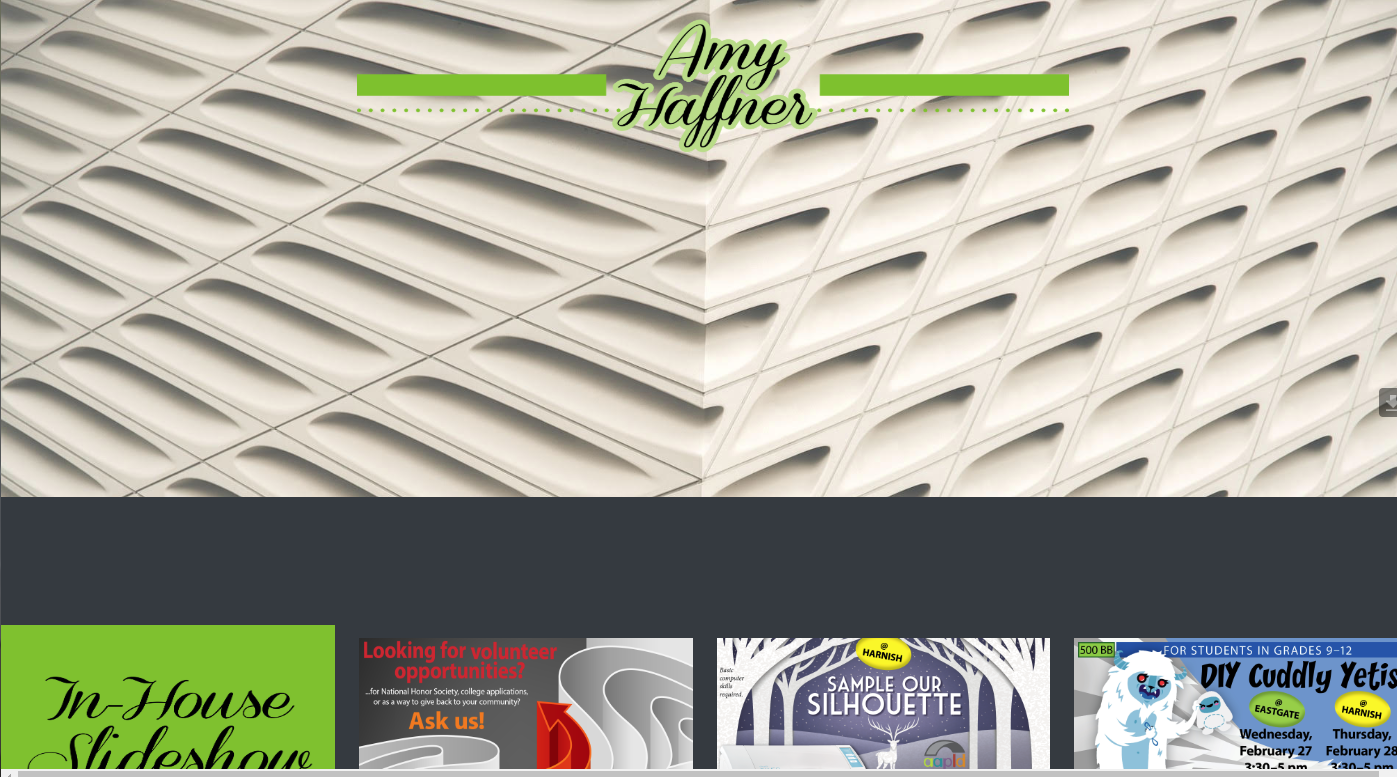 Amy
Haffner
In-House
Slideshow
Looking for volunteer
opportunities?
...for National Honor Society, college applications,
or as a way to give back to your community?
Ask us!
Basic
computer
skills
required.
@
HARNISH
SAMPLE OUR
SILHOUETTE
aapld
500 BB
FOR STUDENTS IN GRADES 9–12
DIY Cuddly Yetis
@
EASTGATE
@
HARNISH
Wednesday,
February 27
3:30–5 pm
Thursday,
February 28
3:30–5 pm